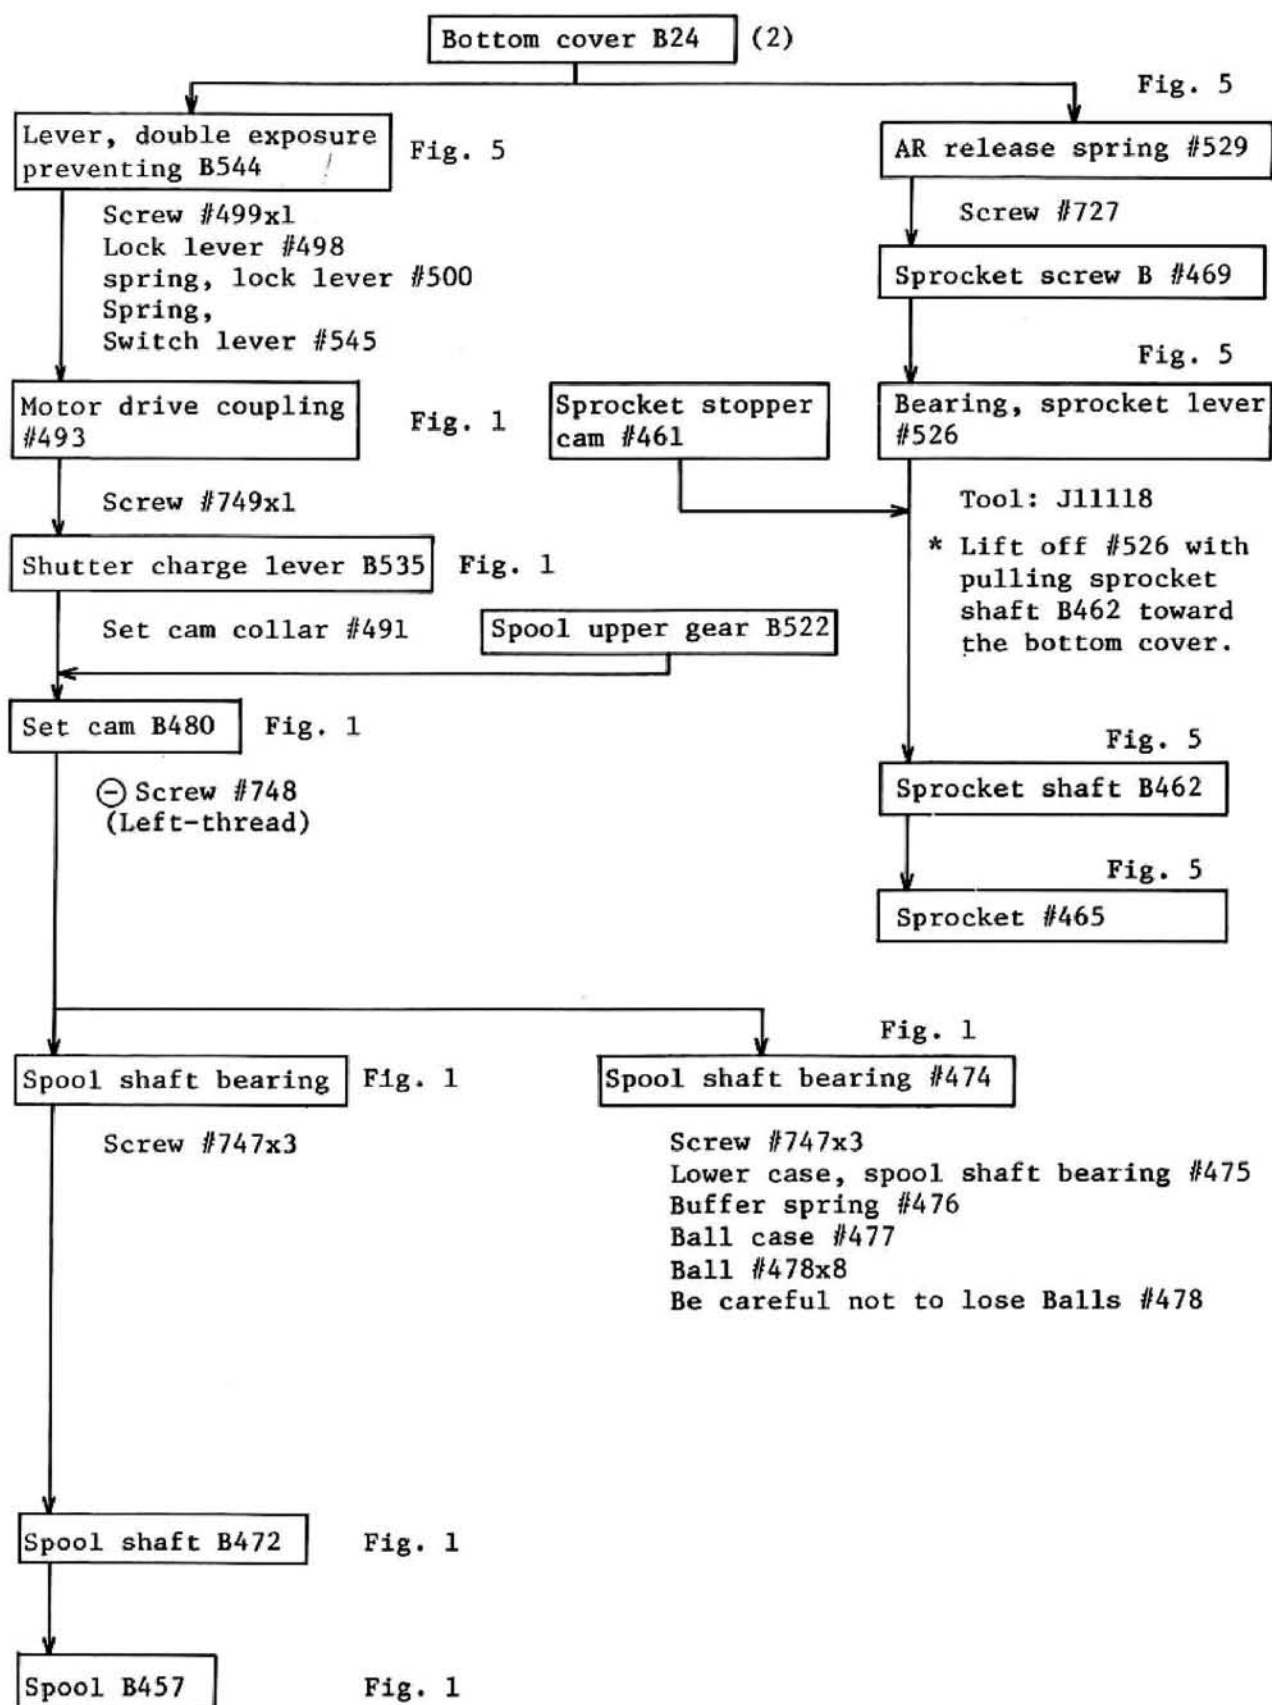 Bottom cover B24 (2)
Fig. 5
Lever, double exposure
preventing B544
Fig. 5
AR release spring #529
Screw #499x1
Lock lever #498
spring, lock lever #500
Spring,
Switch lever #545
Screw #727
Sprocket screw B #469
Fig. 5
Motor drive coupling
#493
Fig. 1
Sprocket stopper
cam #461
Bearing, sprocket lever
#526
Screw #749x1
Tool: J11118
* Lift off #526 with
pulling sprocket
shaft B462 toward
the bottom cover.
Shutter charge lever B535
Fig. 1
Set cam collar #491
Spool upper gear B522
Set cam B480
Fig. 1
⊖ Screw #748
(Left-thread)
Fig. 5
Sprocket shaft B462
Fig. 5
Sprocket #465
Spool shaft bearing
Fig. 1
Screw #747x3
Fig. 1
Spool shaft bearing #474
Screw #747x3
Lower case, spool shaft bearing #475
Buffer spring #476
Ball case #477
Ball #478x8
Be careful not to lose Balls #478
Spool shaft B472
Fig. 1
Spool B457
Fig. 1